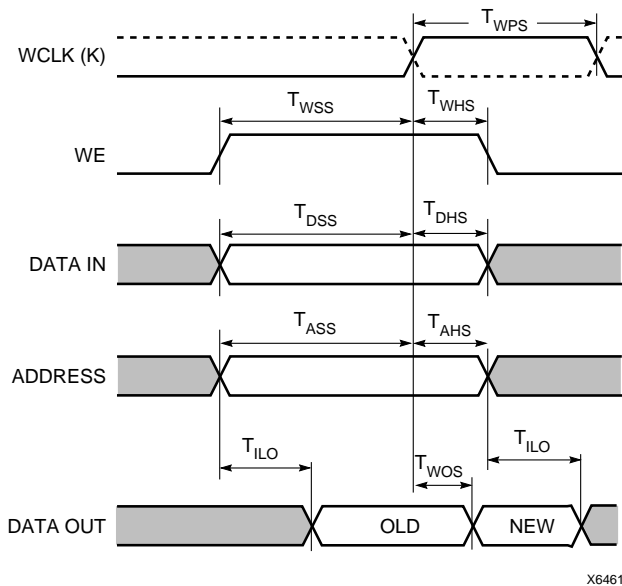 T_WPS
WCLK (K)
T_WSS T_WHS
WE
T_DSS T_DHS
DATA IN
T_ASS T_AHS
ADDRESS
T_ILO T_WOS T_ILO
DATA OUT OLD NEW
X6461